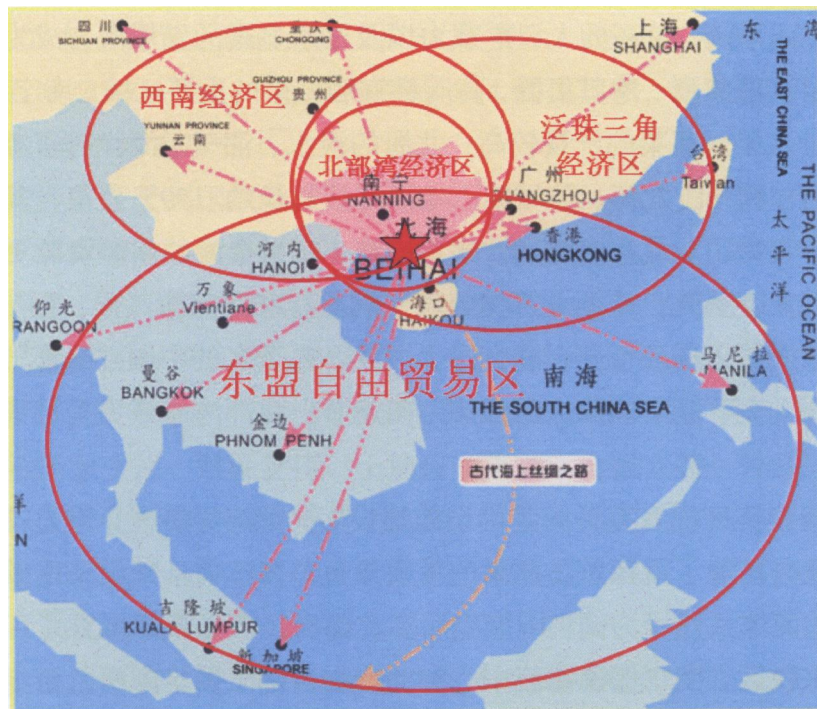 四川
SICHUAN PROVINCE
重庆
CHONGQING
上海
SHANGHAI
东海
THE EAST CHINA SEA
GUIZHOU PROVINCE
贵州
西南经济区
泛珠三角
经济区
YUNNAN PROVINCE
云南
北部湾经济区
南宁
NANNING
广州
GUANGZHOU
台湾
Taiwan
太平洋
THE PACIFIC OCEAN
北海
BEIHAI
香港
HONGKONG
河内
HANOI
海口
HAIKOU
万象
Vientiane
仰光
RANGOON
马尼拉
MANILA
东盟自由贸易区
曼谷
BANGKOK
南海
THE SOUTH CHINA SEA
金边
PHNOM PENH
古代海上丝绸之路
洋
N
吉隆坡
KUALA LUMPUR
新加坡
SINGAPORE